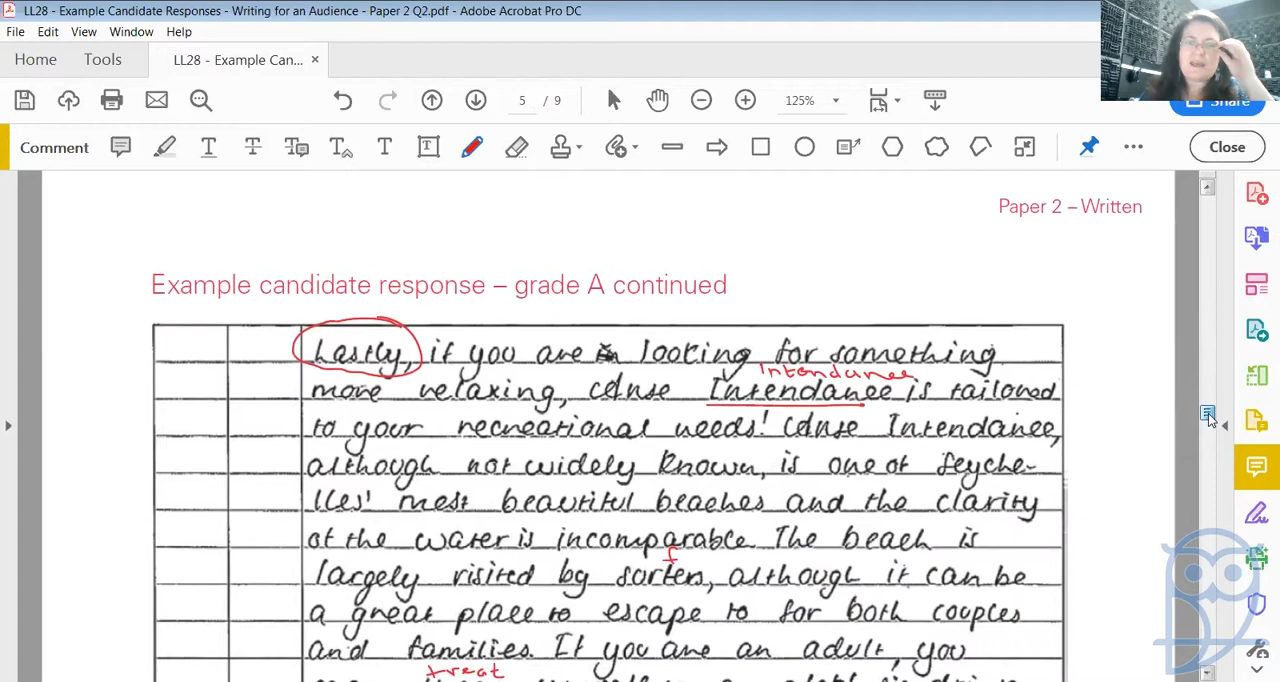 LL28 - Example Candidate Responses - Writing for an Audience - Paper 2 Q2.pdf - Adobe Acrobat Pro DC
File Edit View Window Help
Home Tools LL28 - Example Can... ×
5 / 9 125%
Share
Comment Close
Paper 2 – Written
Example candidate response – grade A continued
Lastly, if you are looking for something
Intendance
more relaxing, Anse Intendance is tailored
to your recreational needs! Anse Intendance,
although not widely known, is one of Seyche-
lles' most beautiful beaches and the clarity
of the water is incomparable. The beach is
f
largely visited by sorters, although it can be
a great place to escape to for both couples
and families. If you are an adult, you
treat